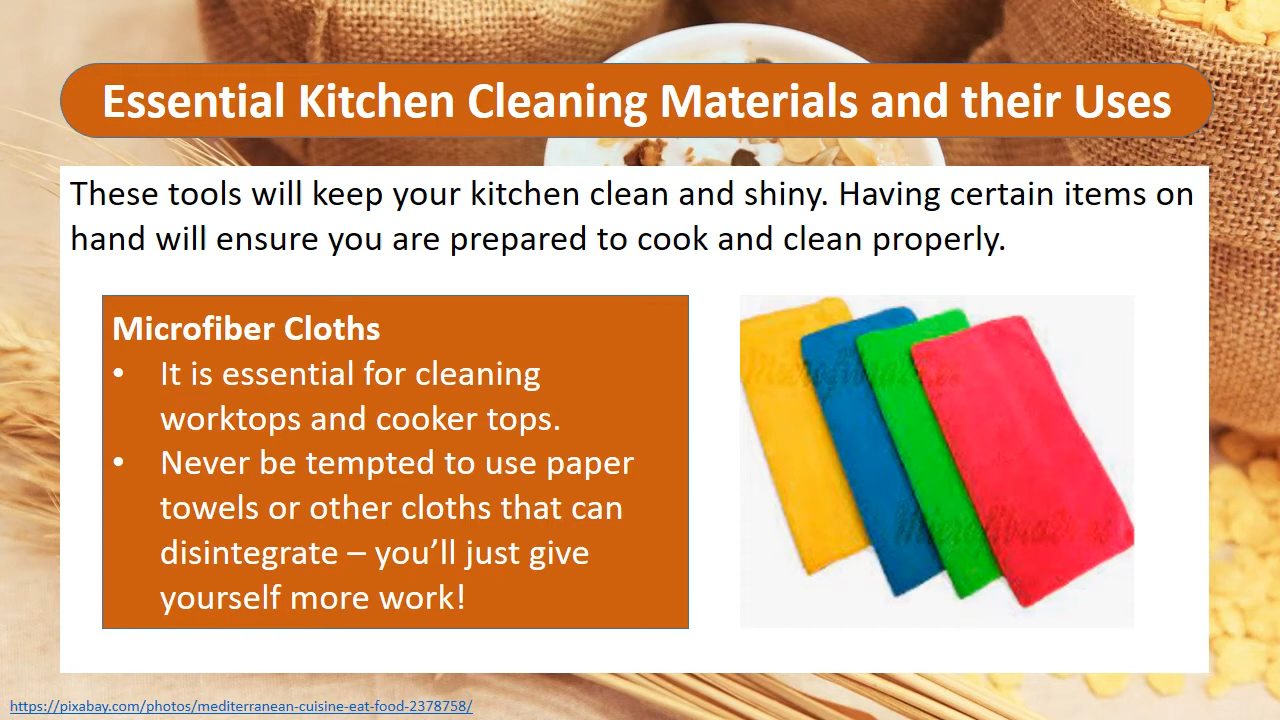 Essential Kitchen Cleaning Materials and their Uses
These tools will keep your kitchen clean and shiny. Having certain items on
hand will ensure you are prepared to cook and clean properly.
Microfiber Cloths
• It is essential for cleaning
worktops and cooker tops.
• Never be tempted to use paper
towels or other cloths that can
disintegrate – you’ll just give
yourself more work!
https://pixabay.com/photos/mediterranean-cuisine-eat-food-2378758/